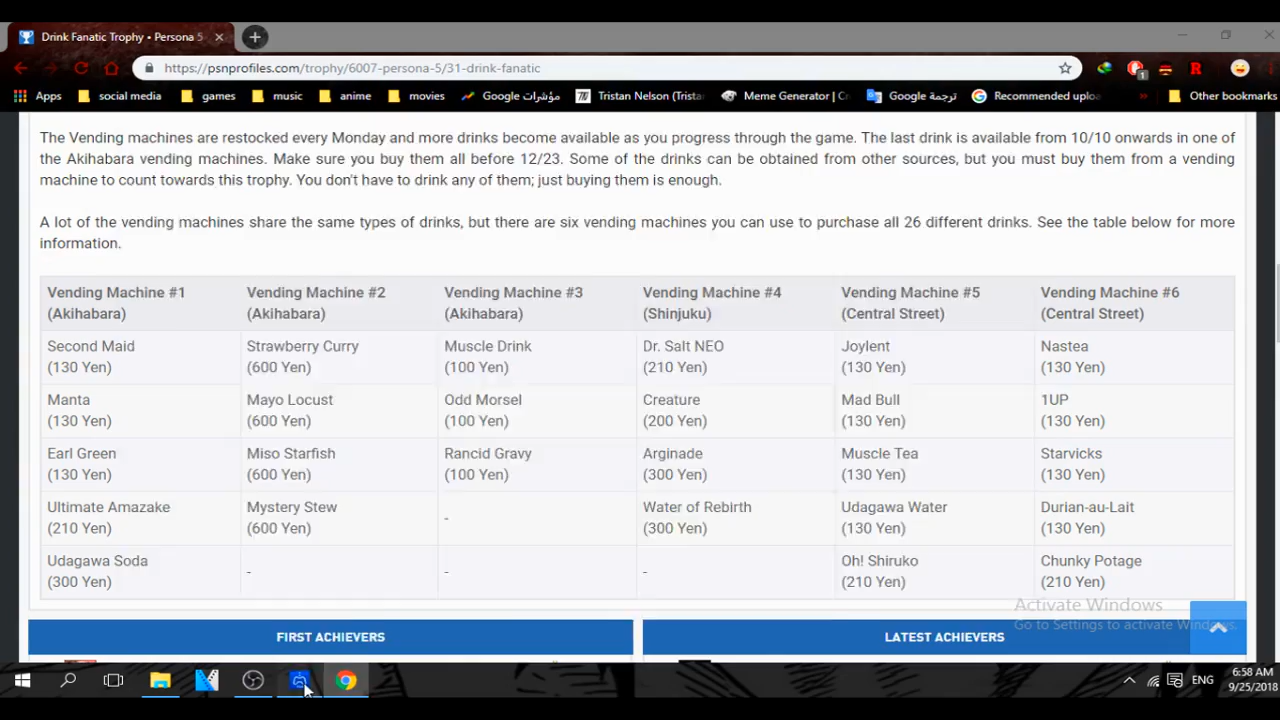 Drink Fanatic Trophy • Persona 5
https://psnprofiles.com/trophy/6007-persona-5/31-drink-fanatic
1
Apps social media games music anime movies مؤشرات Google Tristan Nelson (Trista Meme Generator | Cr ترجمة Google Recommended uplo » Other bookmarks
The Vending machines are restocked every Monday and more drinks become available as you progress through the game. The last drink is available from 10/10 onwards in one of
the Akihabara vending machines. Make sure you buy them all before 12/23. Some of the drinks can be obtained from other sources, but you must buy them from a vending
machine to count towards this trophy. You don't have to drink any of them; just buying them is enough.
A lot of the vending machines share the same types of drinks, but there are six vending machines you can use to purchase all 26 different drinks. See the table below for more
information.
Vending Machine #1 Vending Machine #2 Vending Machine #3 Vending Machine #4 Vending Machine #5 Vending Machine #6
(Akihabara) (Akihabara) (Akihabara) (Shinjuku) (Central Street) (Central Street)
Second Maid Strawberry Curry Muscle Drink Dr. Salt NEO Joylent Nastea
(130 Yen) (600 Yen) (100 Yen) (210 Yen) (130 Yen) (130 Yen)
Manta Mayo Locust Odd Morsel Creature Mad Bull 1UP
(130 Yen) (600 Yen) (100 Yen) (200 Yen) (130 Yen) (130 Yen)
Earl Green Miso Starfish Rancid Gravy Arginade Muscle Tea Starvicks
(130 Yen) (600 Yen) (100 Yen) (300 Yen) (130 Yen) (130 Yen)
Ultimate Amazake Mystery Stew - Water of Rebirth Udagawa Water Durian-au-Lait
(210 Yen) (600 Yen) (300 Yen) (130 Yen) (130 Yen)
Udagawa Soda - - - Oh! Shiruko Chunky Potage
(300 Yen) (210 Yen) (210 Yen)
Activate Windows
Go to Settings to activate Windows.
FIRST ACHIEVERS LATEST ACHIEVERS
ENG 6:58 AM
9/25/2018